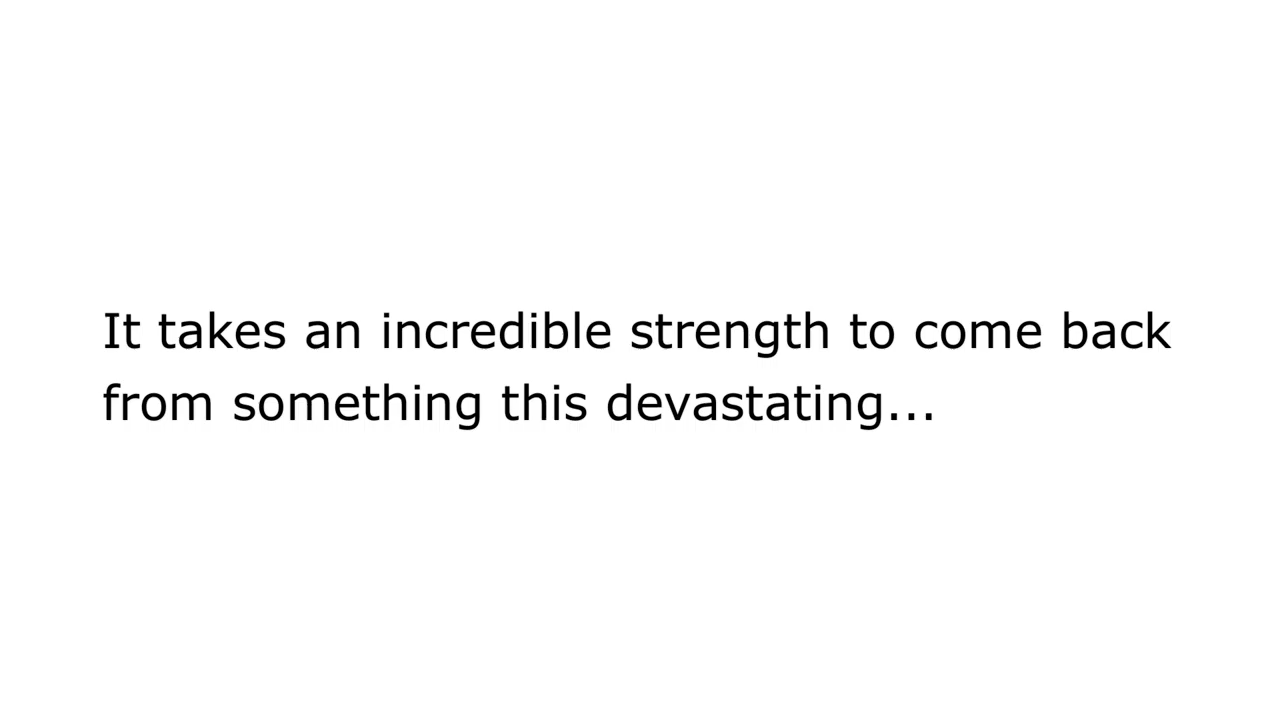 It takes an incredible strength to come back
from something this devastating...